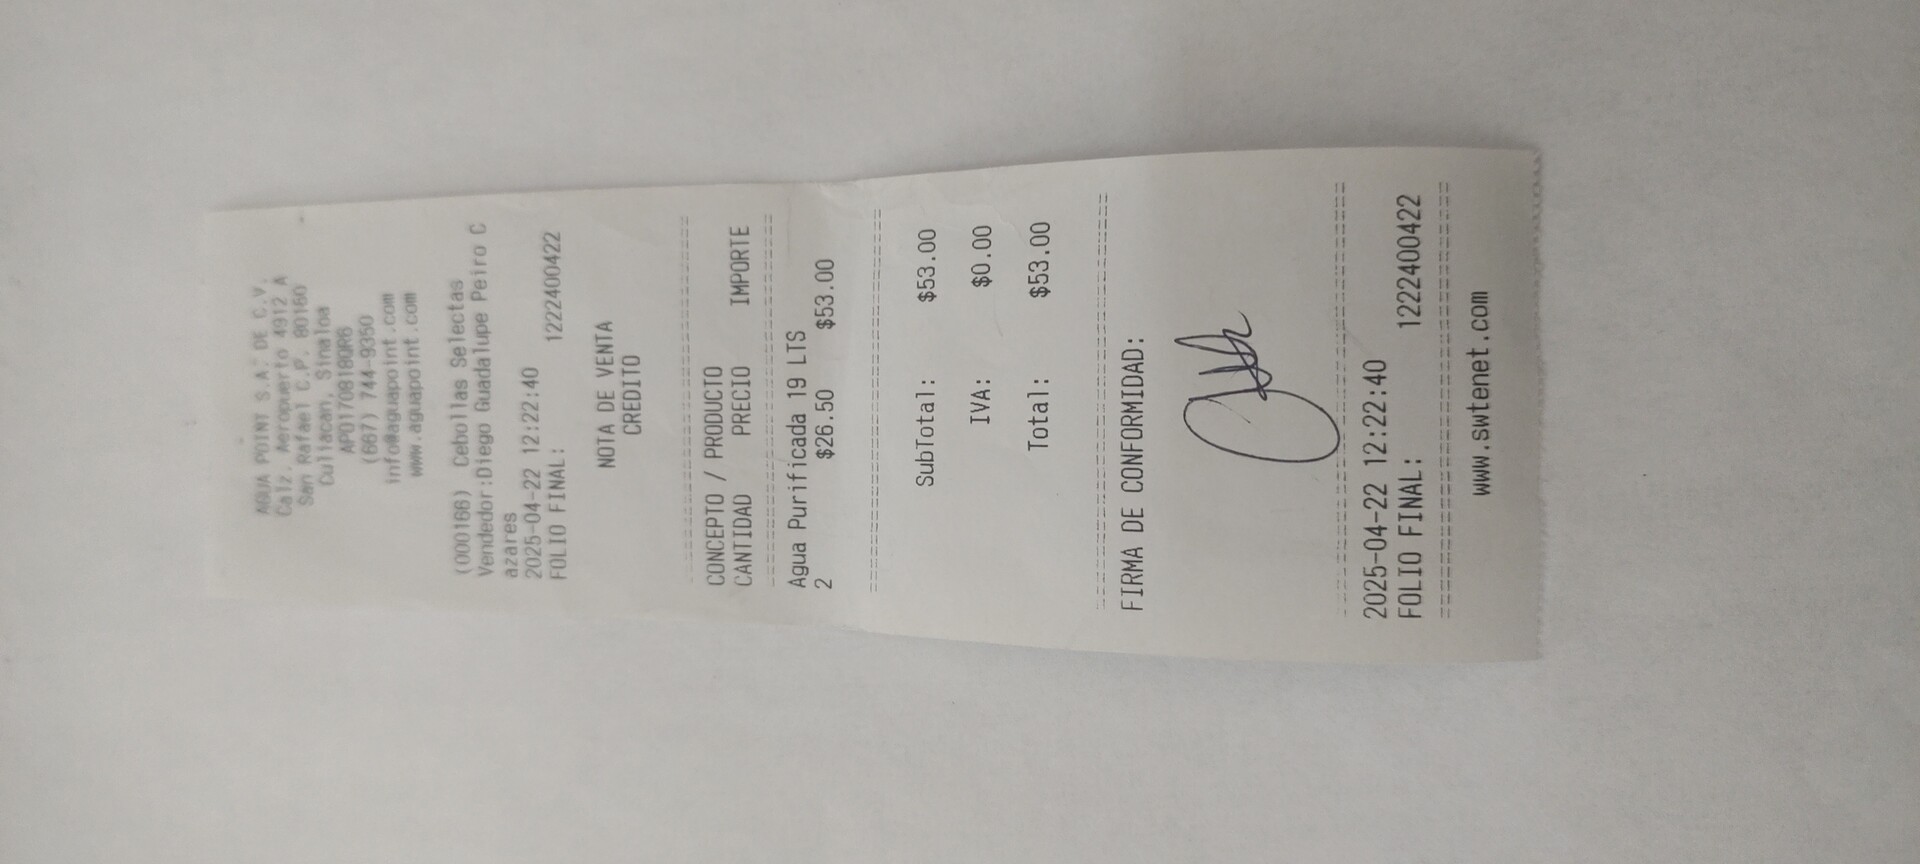 AGUA POINT S.A. DE C.V.
Calz. Aeropuerto 4912 A
San Rafael C.P. 80160
Culiacan, Sinaloa
APO170818QR6
(667) 744-9350
info@aguapoint.com
www.aguapoint.com
(000166) Cebollas Selectas
Vendedor:Diego Guadalupe Peiro C
azares
2025-04-22 12:22:40
FOLIO FINAL: 1222400422
NOTA DE VENTA
CREDITO
CONCEPTO / PRODUCTO
CANTIDAD PRECIO IMPORTE
Agua Purificada 19 LTS
2 $26.50 $53.00
SubTotal: $53.00
IVA: $0.00
Total: $53.00
FIRMA DE CONFORMIDAD:
2025-04-22 12:22:40
FOLIO FINAL: 1222400422
www.swtenet.com